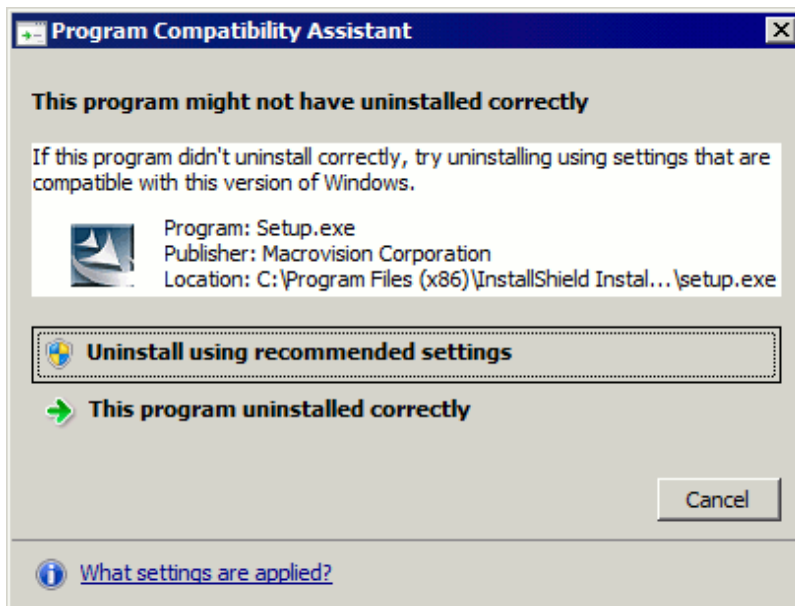 Program Compatibility Assistant
This program might not have uninstalled correctly
If this program didn't uninstall correctly, try uninstalling using settings that are
compatible with this version of Windows.
Program: Setup.exe
Publisher: Macrovision Corporation
Location: C:\Program Files (x86)\InstallShield Instal...\setup.exe
Uninstall using recommended settings
This program uninstalled correctly
Cancel
What settings are applied?